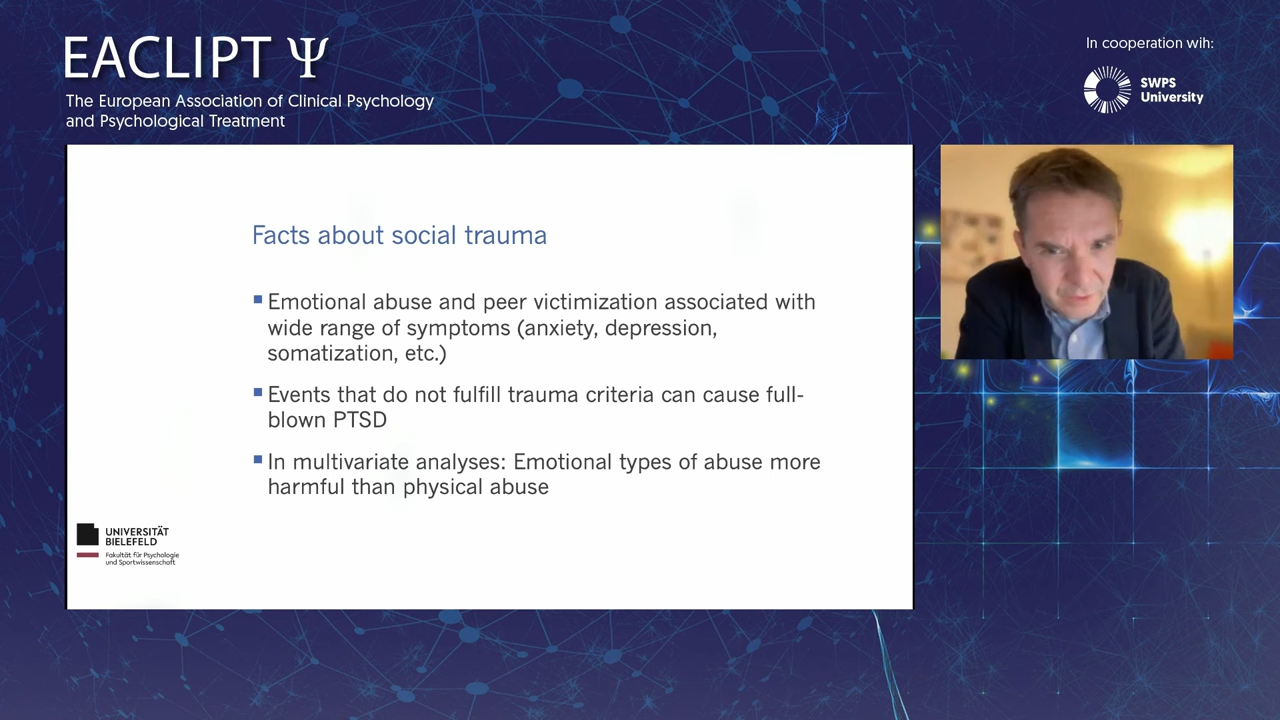 EACLIPT Ψ
The European Association of Clinical Psychology
and Psychological Treatment
In cooperation wih:
SWPS
University
Facts about social trauma
Emotional abuse and peer victimization associated with
wide range of symptoms (anxiety, depression,
somatization, etc.)
Events that do not fulfill trauma criteria can cause full-
blown PTSD
In multivariate analyses: Emotional types of abuse more
harmful than physical abuse
UNIVERSITÄT
BIELEFELD
Fakultät für Psychologie
und Sportwissenschaft